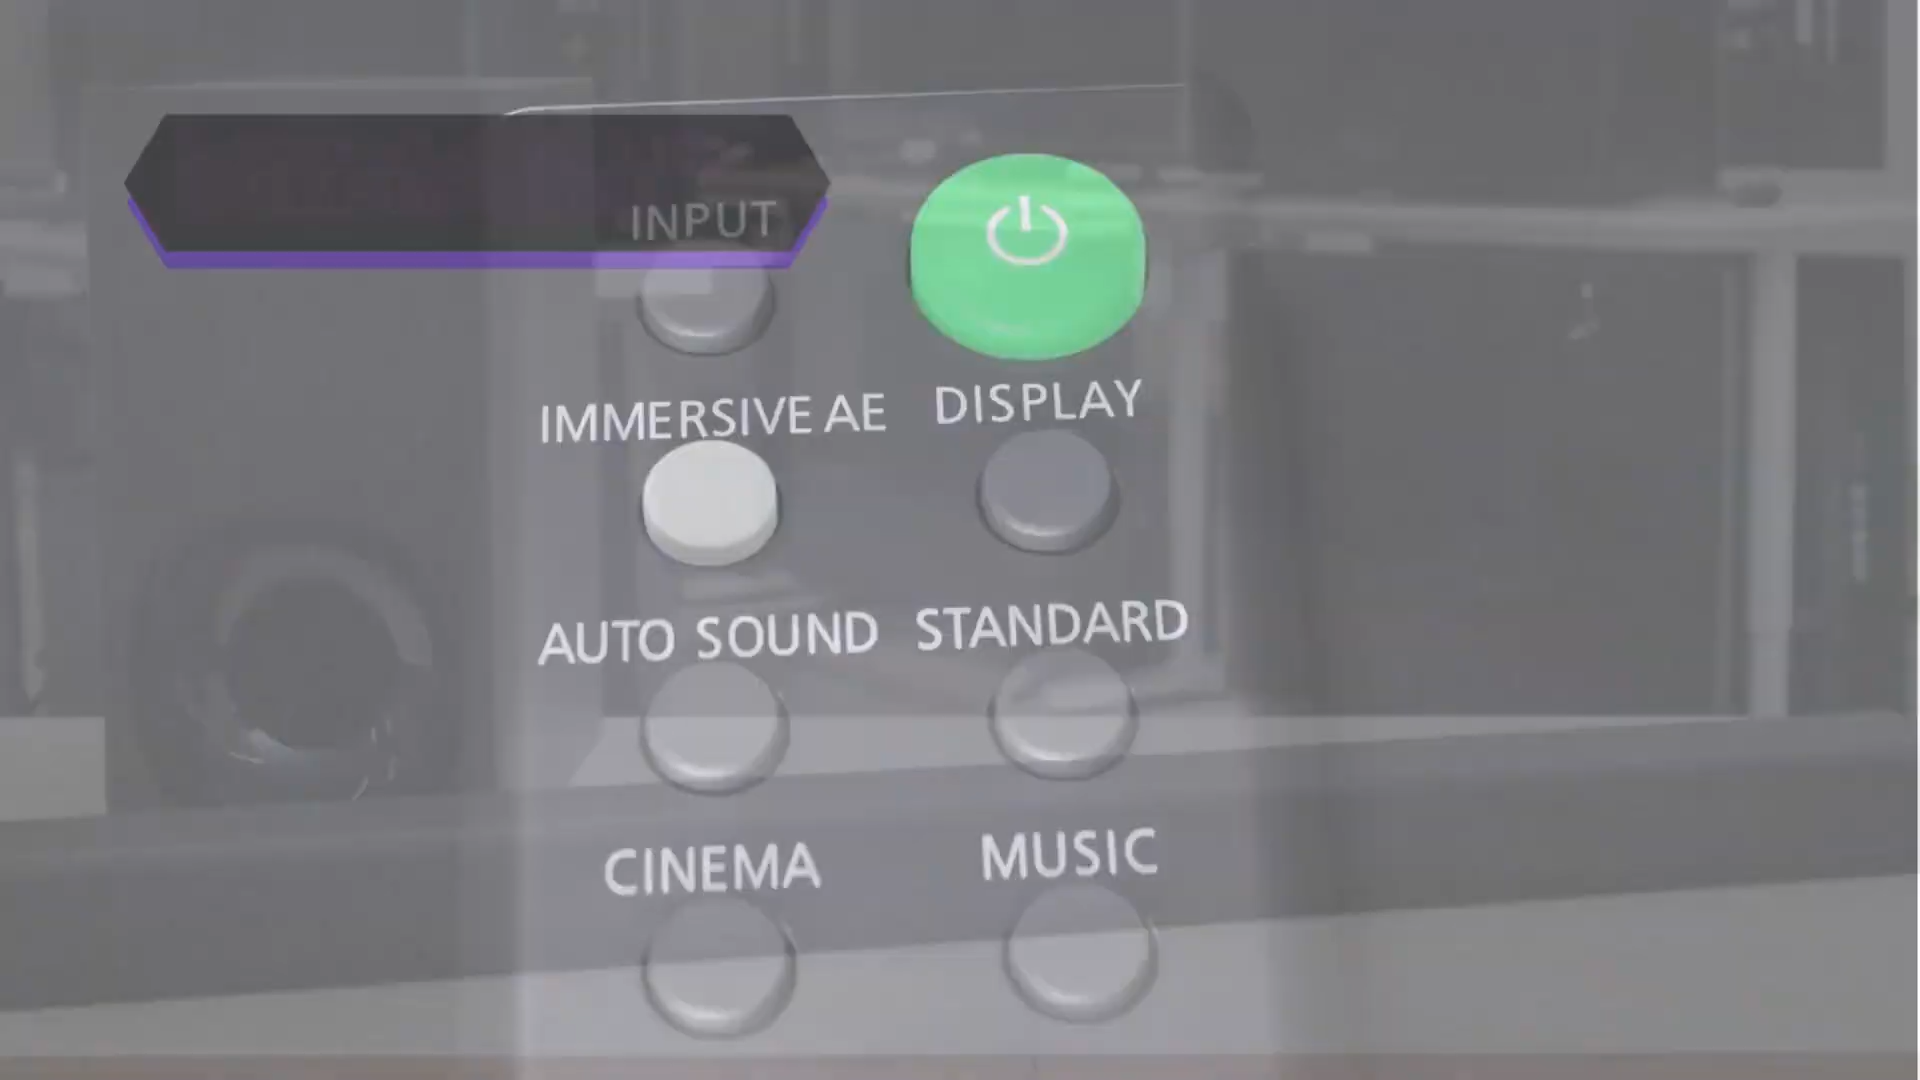 INPUT
IMMERSIVE AE DISPLAY
AUTO SOUND STANDARD
CINEMA MUSIC